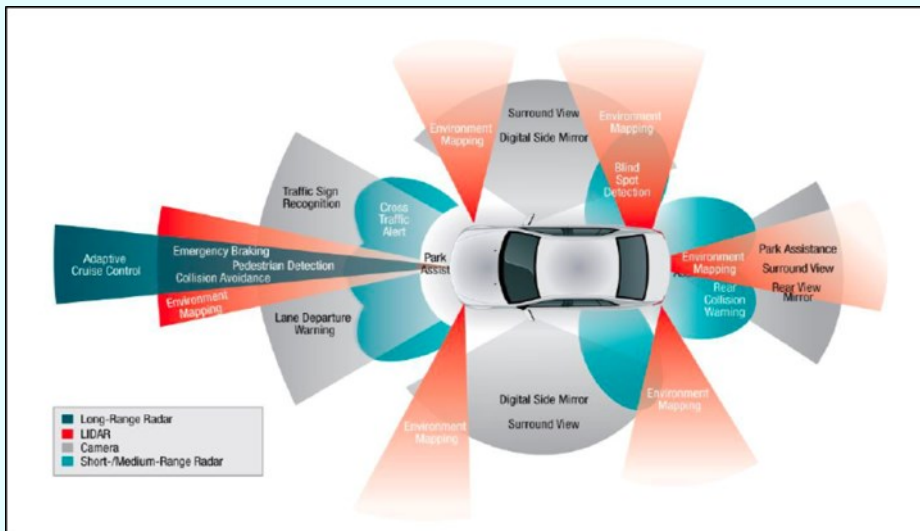 Surround View
Digital Side Mirror
Environment
Mapping
Environment
Mapping
Blind
Spot
Detection
Traffic Sign
Recognition
Cross
Traffic
Alert
Adaptive
Cruise Control
Emergency Braking
Pedestrian Detection
Collision Avoidance
Environment
Mapping
Park
Assist
Lane Departure
Warning
Environment
Mapping
Park Assistance
Surround View
Rear View
Mirror
Rear
Collision
Warning
Environment
Mapping
Digital Side Mirror
Surround View
Environment
Mapping
Long-Range Radar
LIDAR
Camera
Short-/Medium-Range Radar